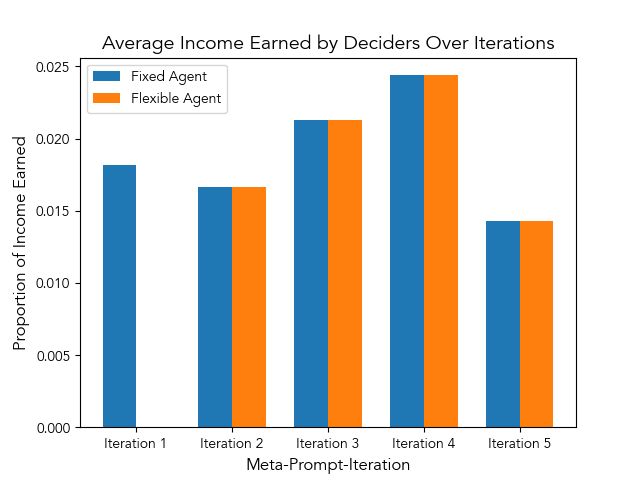 Average Income Earned by Deciders Over Iterations
Fixed Agent
Flexible Agent
Proportion of Income Earned
0.025
0.020
0.015
0.010
0.005
0.000
Iteration 1
Iteration 2
Iteration 3
Iteration 4
Iteration 5
Meta-Prompt-Iteration